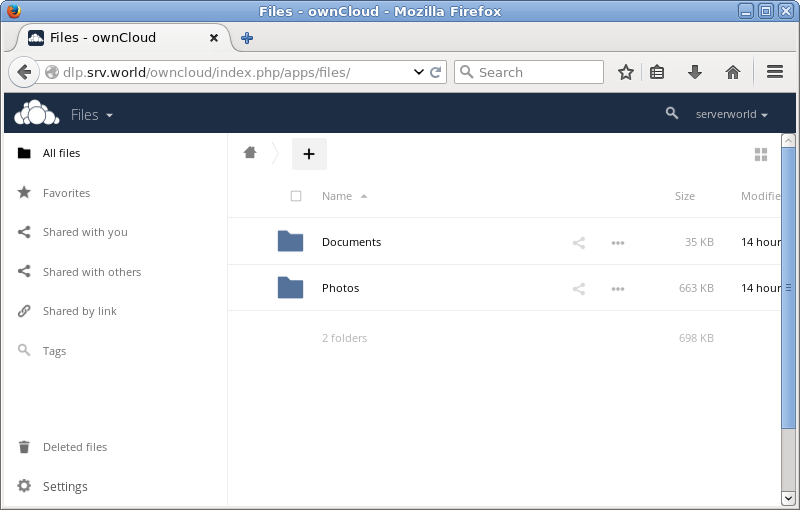 Files - ownCloud - Mozilla Firefox
Files - ownCloud
dlp.srv.world/owncloud/index.php/apps/files/
Search
Files
serverworld
All files
Favorites
Shared with you
Shared with others
Shared by link
Tags
Deleted files
Settings
Name Size Modifie
Documents 35 KB 14 hour
Photos 663 KB 14 hour
2 folders 698 KB